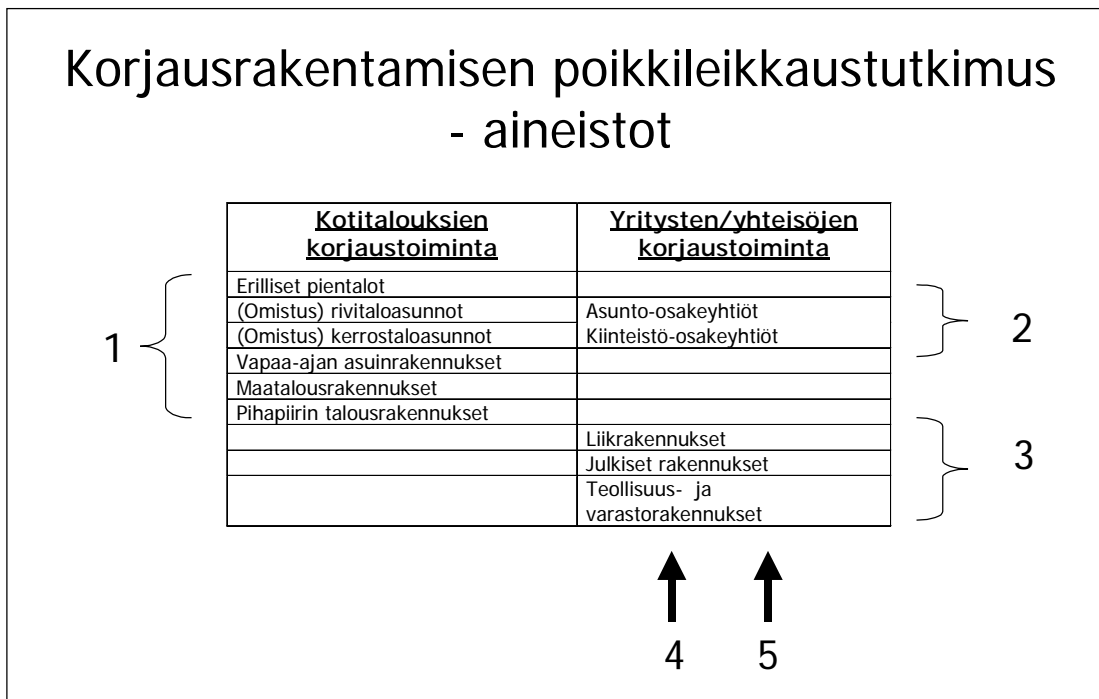 Korjausrakentamisen poikkileikkaustutkimus
- aineistot
Kotitalouksien
korjaustoiminta
Yritysten/yhteisöjen
korjaustoiminta
Erilliset pientalot
(Omistus) rivitaloasunnot
Asunto-osakeyhtiöt
(Omistus) kerrostaloasunnot
Kiinteistö-osakeyhtiöt
Vapaa-ajan asuinrakennukset
Maatalousrakennukset
Pihapiirin talousrakennukset
Liikrakennukset
Julkiset rakennukset
Teollisuus- ja
varastorakennukset
1
2
3
4
5